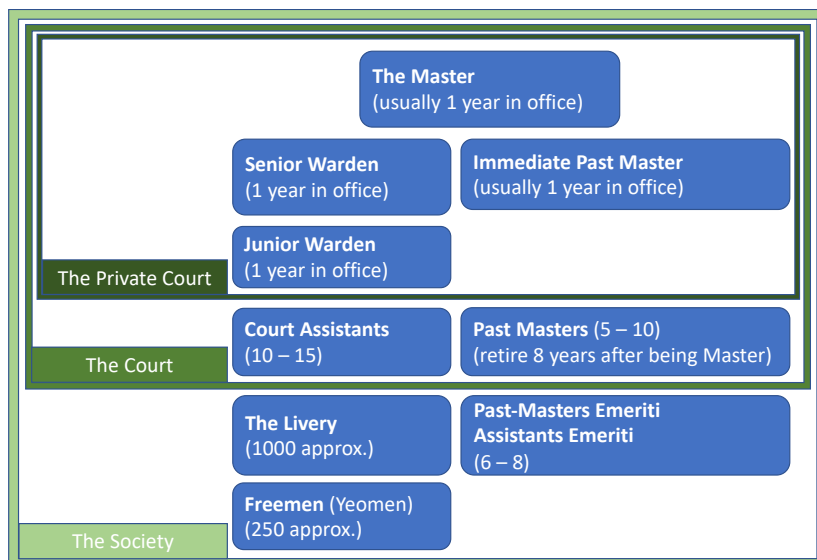 The Master
(usually 1 year in office)
Senior Warden
(1 year in office)
Immediate Past Master
(usually 1 year in office)
Junior Warden
(1 year in office)
The Private Court
Court Assistants
(10 – 15)
Past Masters (5 – 10)
(retire 8 years after being Master)
The Court
The Livery
(1000 approx.)
Past-Masters Emeriti
Assistants Emeriti
(6 – 8)
Freemen (Yeomen)
(250 approx.)
The Society